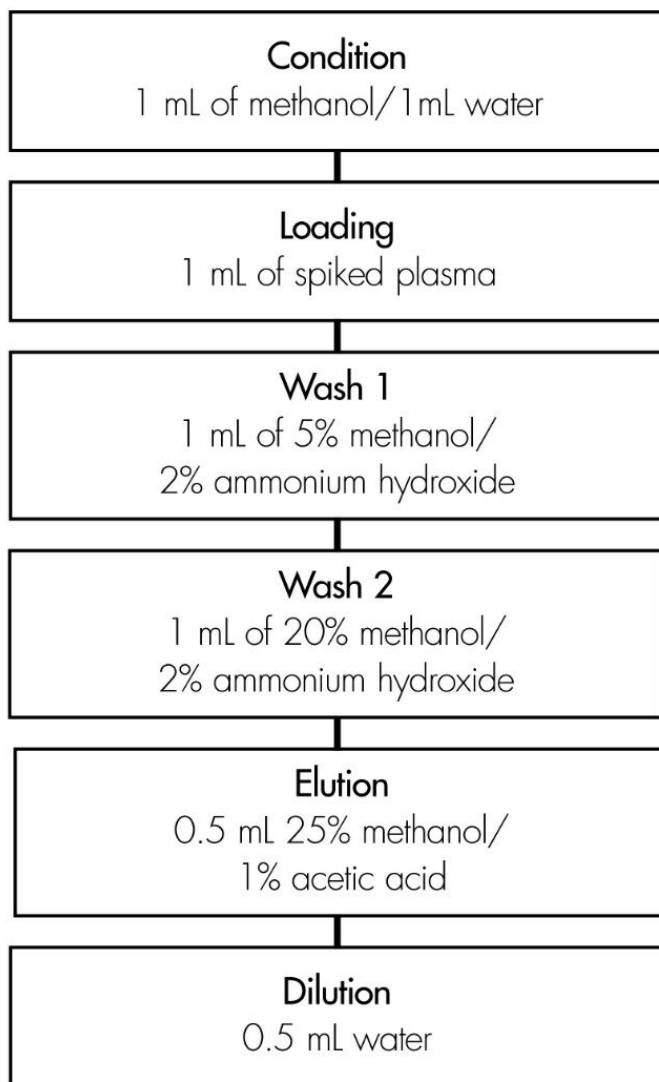 Condition
1 mL of methanol/1mL water
Loading
1 mL of spiked plasma
Wash 1
1 mL of 5% methanol/
2% ammonium hydroxide
Wash 2
1 mL of 20% methanol/
2% ammonium hydroxide
Elution
0.5 mL 25% methanol/
1% acetic acid
Dilution
0.5 mL water